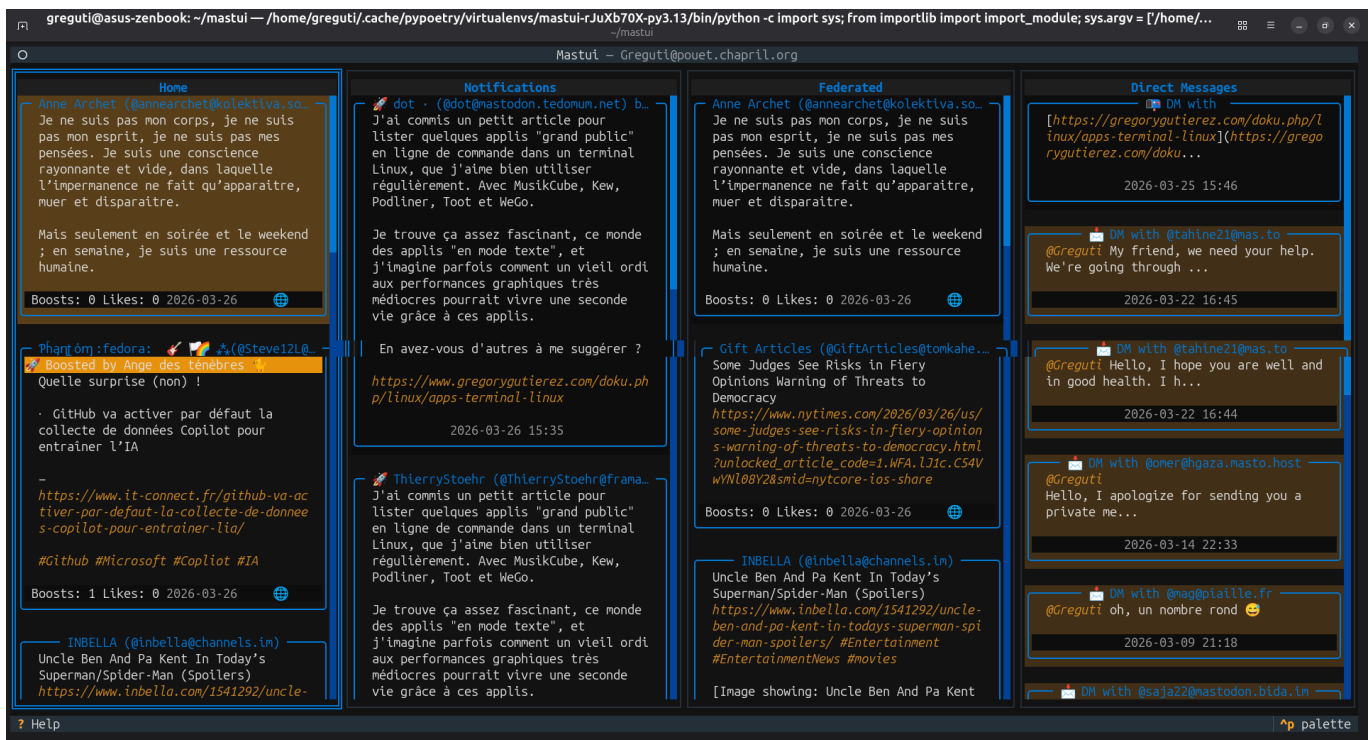 greguti@asus-zenbook: ~/mastui — /home/greguti/.cache/pypoetry/virtualenvs/mastui-rJuXb70X-py3.13/bin/python -c import sys; from importlib import import_module; sys.argv = ['/home/...
~/mastui
Mastui — Greguti@pouet.chapril.org
Home
Anne Archet (@annearchet@kolektiva.so…
Je ne suis pas mon corps, je ne suis
pas mon esprit, je ne suis pas mes
pensées. Je suis une conscience
rayonnante et vide, dans laquelle
l’impermanence ne fait qu’apparaitre,
muer et disparaitre.
Mais seulement en soirée et le weekend
; en semaine, je suis une ressource
humaine.
Boosts: 0 Likes: 0 2026-03-26 🌐
:fedora: 🎸 🏳️‍🌈 ⁂(@Steve12L@…
🚀 Boosted by Ange des ténèbres 🐈
Quelle surprise (non) !
· GitHub va activer par défaut la
collecte de données Copilot pour
entraîner l’IA
–
https://www.it-connect.fr/github-va-ac
tiver-par-defaut-la-collecte-de-donnee
s-copilot-pour-entrainer-lia/
#Github #Microsoft #Copliot #IA
Boosts: 1 Likes: 0 2026-03-26 🌐
INBELLA (@inbella@channels.im)
Uncle Ben And Pa Kent In Today’s
Superman/Spider-Man (Spoilers)
https://www.inbella.com/1541292/uncle-
Notifications
🚀 dot · (@dot@mastodon.tedomum.net) b…
J'ai commis un petit article pour
lister quelques applis "grand public"
en ligne de commande dans un terminal
Linux, que j'aime bien utiliser
régulièrement. Avec MusikCube, Kew,
Podliner, Toot et WeGo.
Je trouve ça assez fascinant, ce monde
des applis "en mode texte", et
j'imagine parfois comment un vieil ordi
aux performances graphiques très
médiocres pourrait vivre une seconde
vie grâce à ces applis.
En avez-vous d'autres à me suggérer ?
https://www.gregorygutierez.com/doku.ph
p/linux/apps-terminal-linux
2026-03-26 15:35
🚀 ThierryStoehr (@ThierryStoehr@frama…
J'ai commis un petit article pour
lister quelques applis "grand public"
en ligne de commande dans un terminal
Linux, que j'aime bien utiliser
régulièrement. Avec MusikCube, Kew,
Podliner, Toot et WeGo.
Je trouve ça assez fascinant, ce monde
des applis "en mode texte", et
j'imagine parfois comment un vieil ordi
aux performances graphiques très
médiocres pourrait vivre une seconde
vie grâce à ces applis.
Federated
Anne Archet (@annearchet@kolektiva.so…
Je ne suis pas mon corps, je ne suis
pas mon esprit, je ne suis pas mes
pensées. Je suis une conscience
rayonnante et vide, dans laquelle
l’impermanence ne fait qu’apparaitre,
muer et disparaitre.
Mais seulement en soirée et le weekend
; en semaine, je suis une ressource
humaine.
Boosts: 0 Likes: 0 2026-03-26 🌐
Gift Articles (@GiftArticles@tomkahe.…
Some Judges See Risks in Fiery
Opinions Warning of Threats to
Democracy
https://www.nytimes.com/2026/03/26/us/
some-judges-see-risks-in-fiery-opinion
s-warning-of-threats-to-democracy.html
?unlocked_article_code=1.WFA.lJ1c.C54V
wYNl08Y2&smid=nytcore-ios-share
Boosts: 0 Likes: 0 2026-03-26 🌐
INBELLA (@inbella@channels.im)
Uncle Ben And Pa Kent In Today’s
Superman/Spider-Man (Spoilers)
https://www.inbella.com/1541292/uncle-
ben-and-pa-kent-in-todays-superman-spi
der-man-spoilers/ #Entertainment
#EntertainmentNews #movies
[Image showing: Uncle Ben And Pa Kent
Direct Messages
📭 DM with
[https://gregorygutierez.com/doku.php/l
inux/apps-terminal-linux](https://grego
rygutierez.com/doku...
2026-03-25 15:46
📩 DM with @tahine21@mas.to
@Greguti My friend, we need your help.
We're going through ...
2026-03-22 16:45
📩 DM with @tahine21@mas.to
@Greguti Hello, I hope you are well and
in good health. I h...
2026-03-22 16:44
📩 DM with @omer@hgaza.masto.host
@Greguti
Hello, I apologize for sending you a
private me...
2026-03-14 22:33
📩 DM with @mag@piaille.fr
@Greguti oh, un nombre rond 😅
2026-03-09 21:18
📩 DM with @saja22@mastodon.bida.im
? Help
^p palette